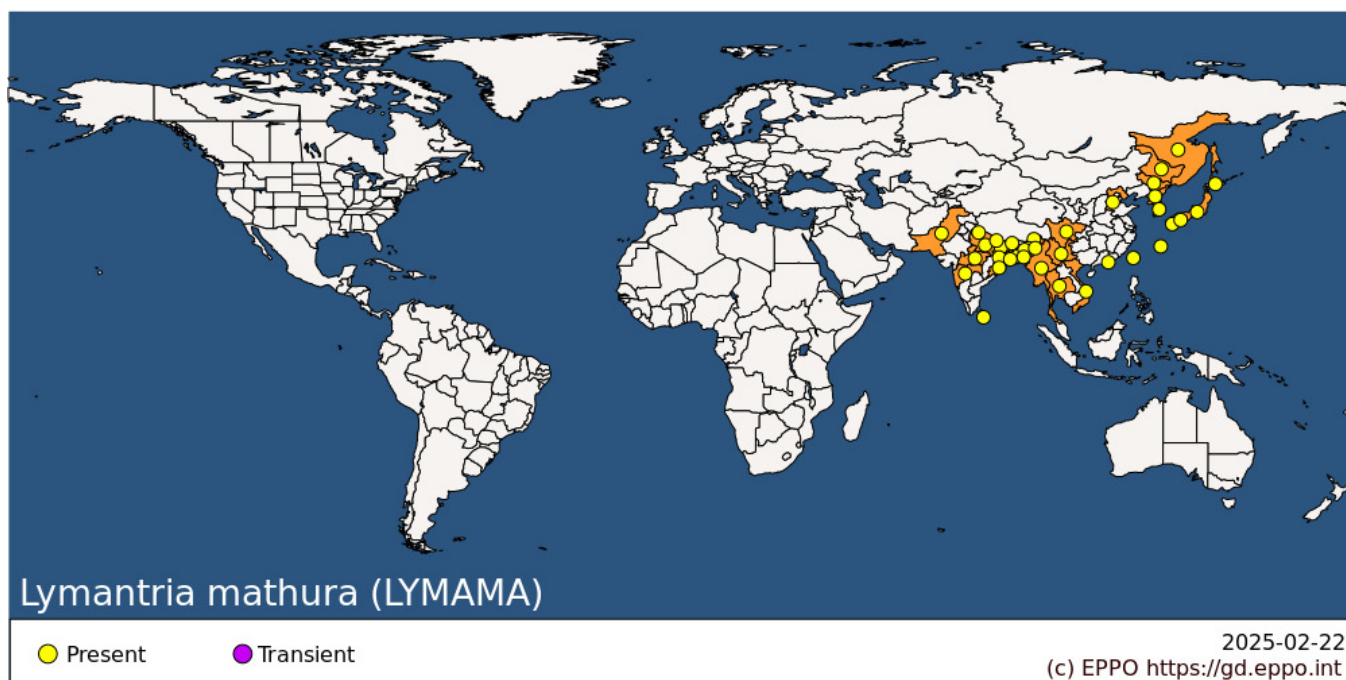 Lymantria mathura (LYMAMA)
Present
Transient
2025-02-22
(c) EPPO https://gd.eppo.int